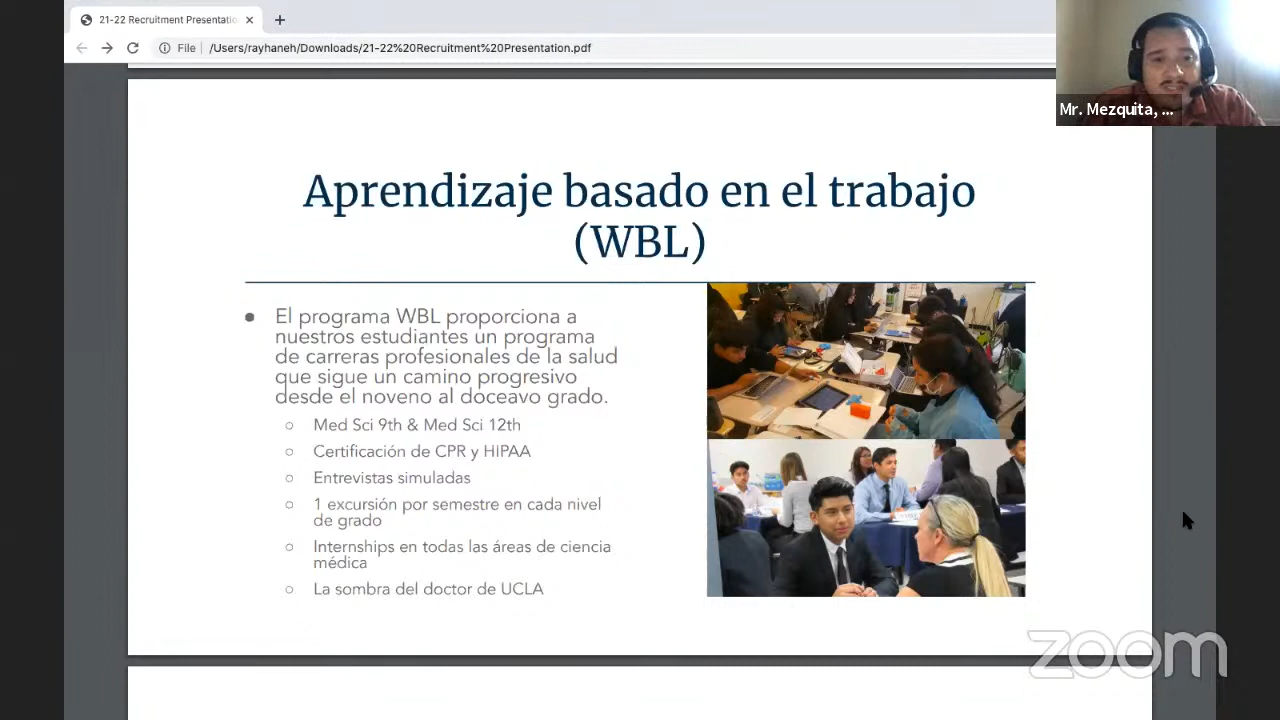 21-22 Recruitment Presentatio
File
/Users/rayhaneh/Downloads/21-22%20Recruitment%20Presentation.pdf
Mr. Mezquita, ...
Aprendizaje basado en el trabajo
(WBL)
El programa WBL proporciona a
nuestros estudiantes un programa
de carreras profesionales de la salud
que sigue un camino progresivo
desde el noveno al doceavo grado.
Med Sci 9th & Med Sci 12th
Certificación de CPR y HIPAA
Entrevistas simuladas
1 excursión por semestre en cada nivel
de grado
Internships en todas las áreas de ciencia
médica
La sombra del doctor de UCLA
zoom